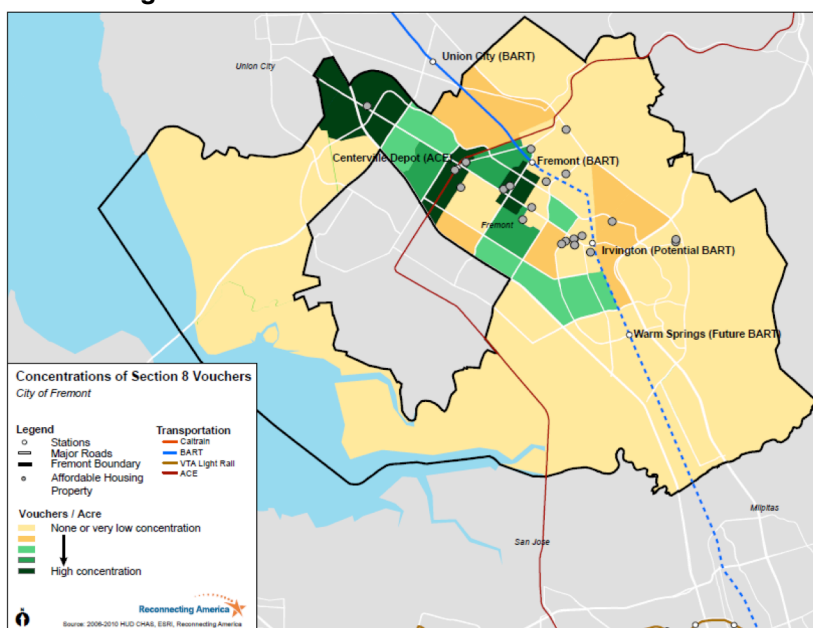 Union City (BART)
Union City
Centerville Depot (ACE)
Fremont (BART)
Fremont
Irvington (Potential BART)
Warm Springs (Future BART)
Concentrations of Section 8 Vouchers
City of Fremont
Legend
Stations
Major Roads
Fremont Boundary
Affordable Housing
Property
Transportation
Caltrain
BART
VTA Light Rail
ACE
Vouchers / Acre
None or very low concentration
High concentration
Reconnecting America
Source: 2006-2010 HUD CHAS, ESRI, Reconnecting America
San Jose
Milpitas